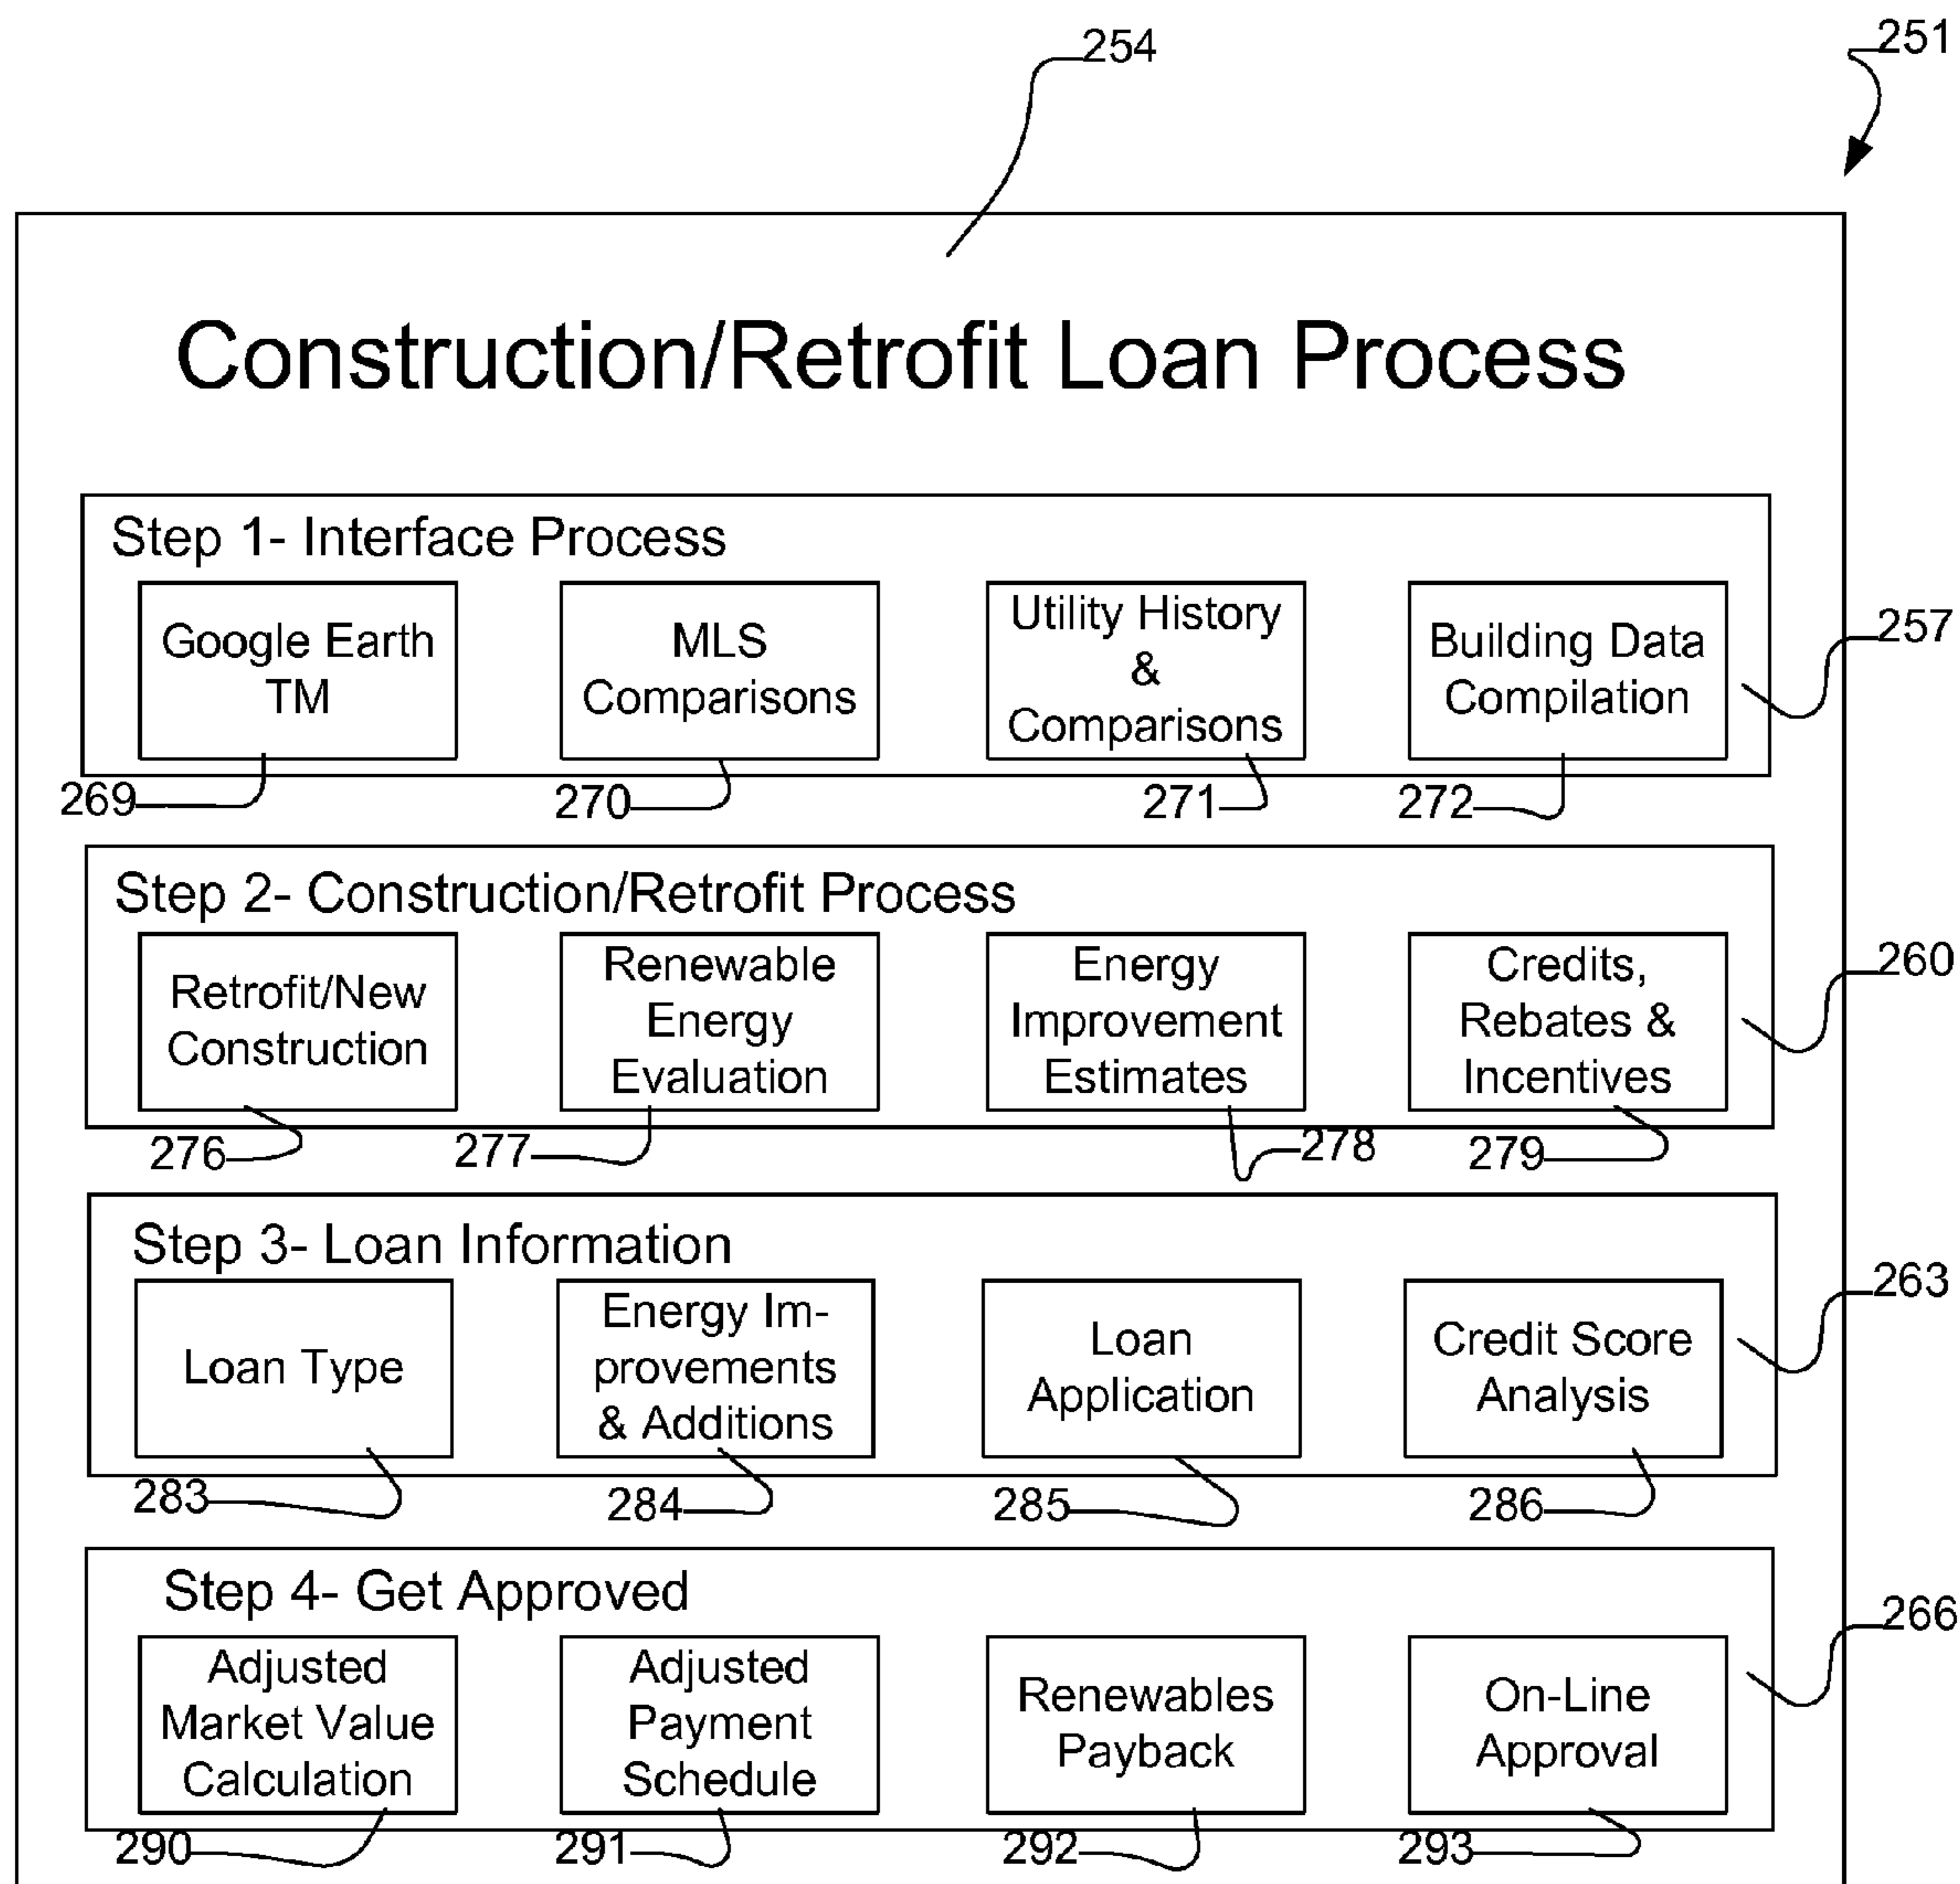 254
251
Construction/Retrofit Loan Process
Step 1- Interface Process
Google Earth
TM
MLS
Comparisons
Utility History
&
Comparisons
Building Data
Compilation
257
269
270
271
272
Step 2- Construction/Retrofit Process
Retrofit/New
Construction
Renewable
Energy
Evaluation
Energy
Improvement
Estimates
Credits,
Rebates &
Incentives
260
276
277
278
279
Step 3- Loan Information
Loan Type
Energy Im-
provements
& Additions
Loan
Application
Credit Score
Analysis
263
283
284
285
286
Step 4- Get Approved
Adjusted
Market Value
Calculation
Adjusted
Payment
Schedule
Renewables
Payback
On-Line
Approval
266
290
291
292
293